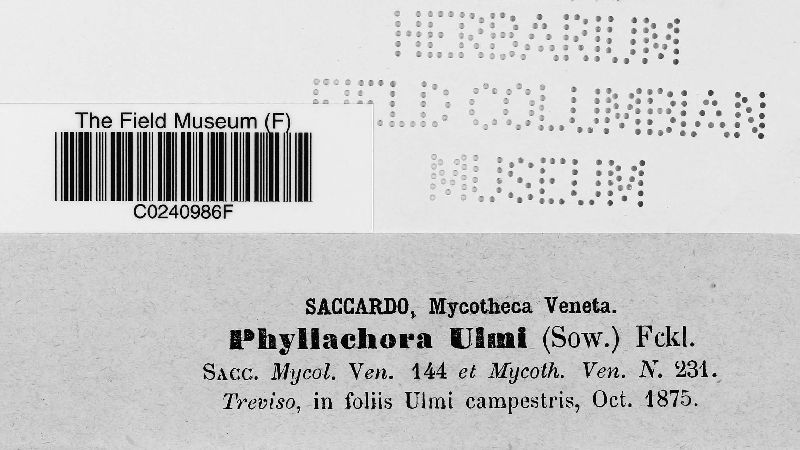 HERBARIUM
FIELD COLUMBIAN
MUSEUM
The Field Museum (F)
C0240986F
SACCARDO, Mycotheca Veneta.
Phyllachora Ulmi (Sow.) Fckl.
SACC. Mycol. Ven. 144 et Mycoth. Ven. N. 231.
Treviso, in foliis Ulmi campestris, Oct. 1875.